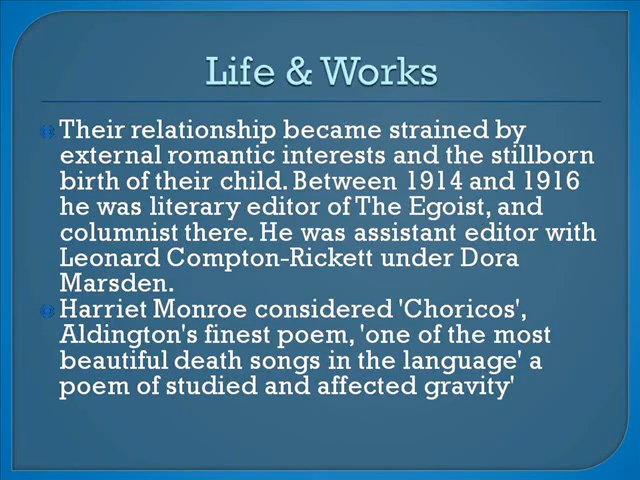 Life & Works
Their relationship became strained by
external romantic interests and the stillborn
birth of their child. Between 1914 and 1916
he was literary editor of The Egoist, and
columnist there. He was assistant editor with
Leonard Compton-Rickett under Dora
Marsden.
Harriet Monroe considered 'Choricos',
Aldington's finest poem, 'one of the most
beautiful death songs in the language' a
poem of studied and affected gravity'